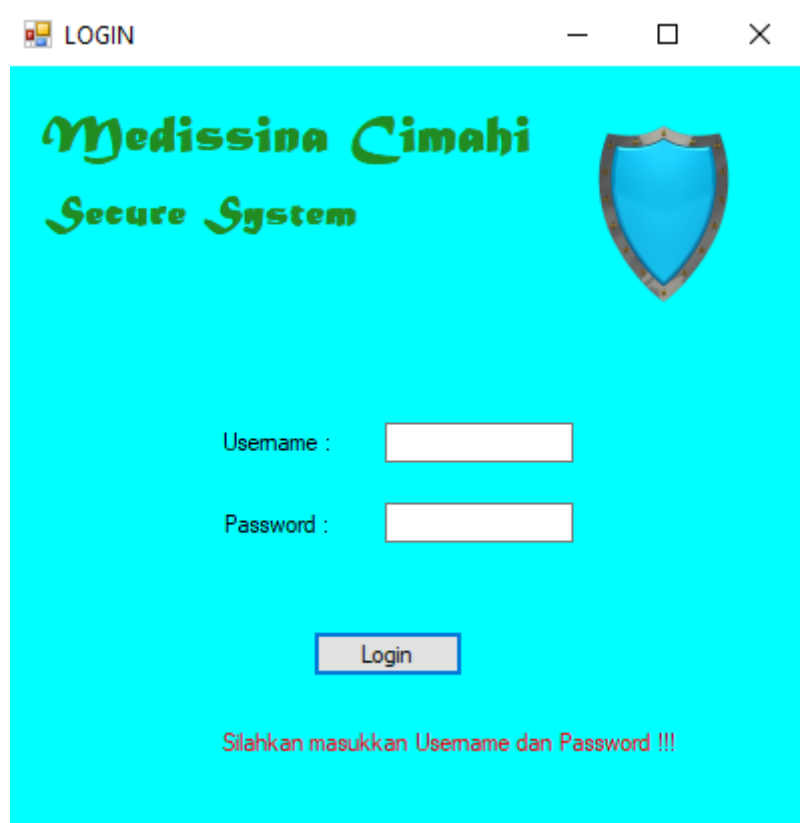 LOGIN
Medissina Cimahi
Secure System
Username :
Password :
Login
Silahkan masukkan Username dan Password !!!